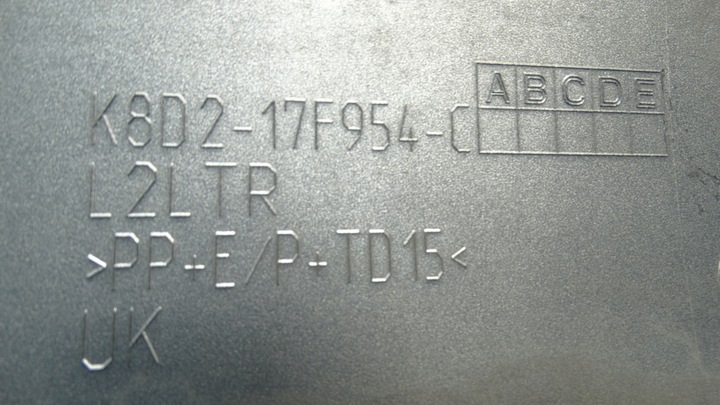 K8D2-17F954-C ABCDE
L2LTR
>PP+E/P+TD15<
UK